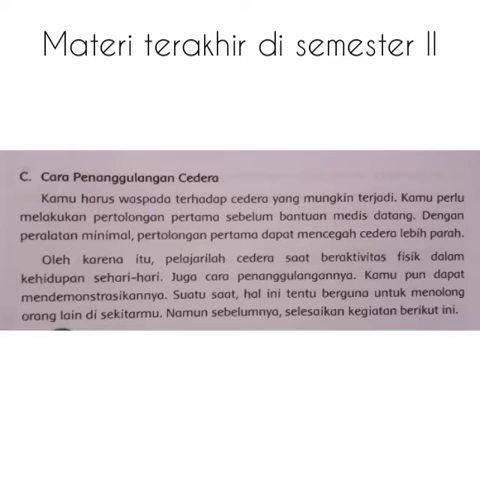 Materi terakhir di semester II
C. Cara Penanggulangan Cedera
Kamu harus waspada terhadap cedera yang mungkin terjadi. Kamu perlu
melakukan pertolongan pertama sebelum bantuan medis datang. Dengan
peralatan minimal, pertolongan pertama dapat mencegah cedera lebih parah.
Oleh karena itu, pelajarilah cedera saat beraktivitas fisik dalam
kehidupan sehari-hari. Juga cara penanggulangannya. Kamu pun dapat
mendemonstrasikannya. Suatu saat, hal ini tentu berguna untuk menolong
orang lain di sekitarmu. Namun sebelumnya, selesaikan kegiatan berikut ini.